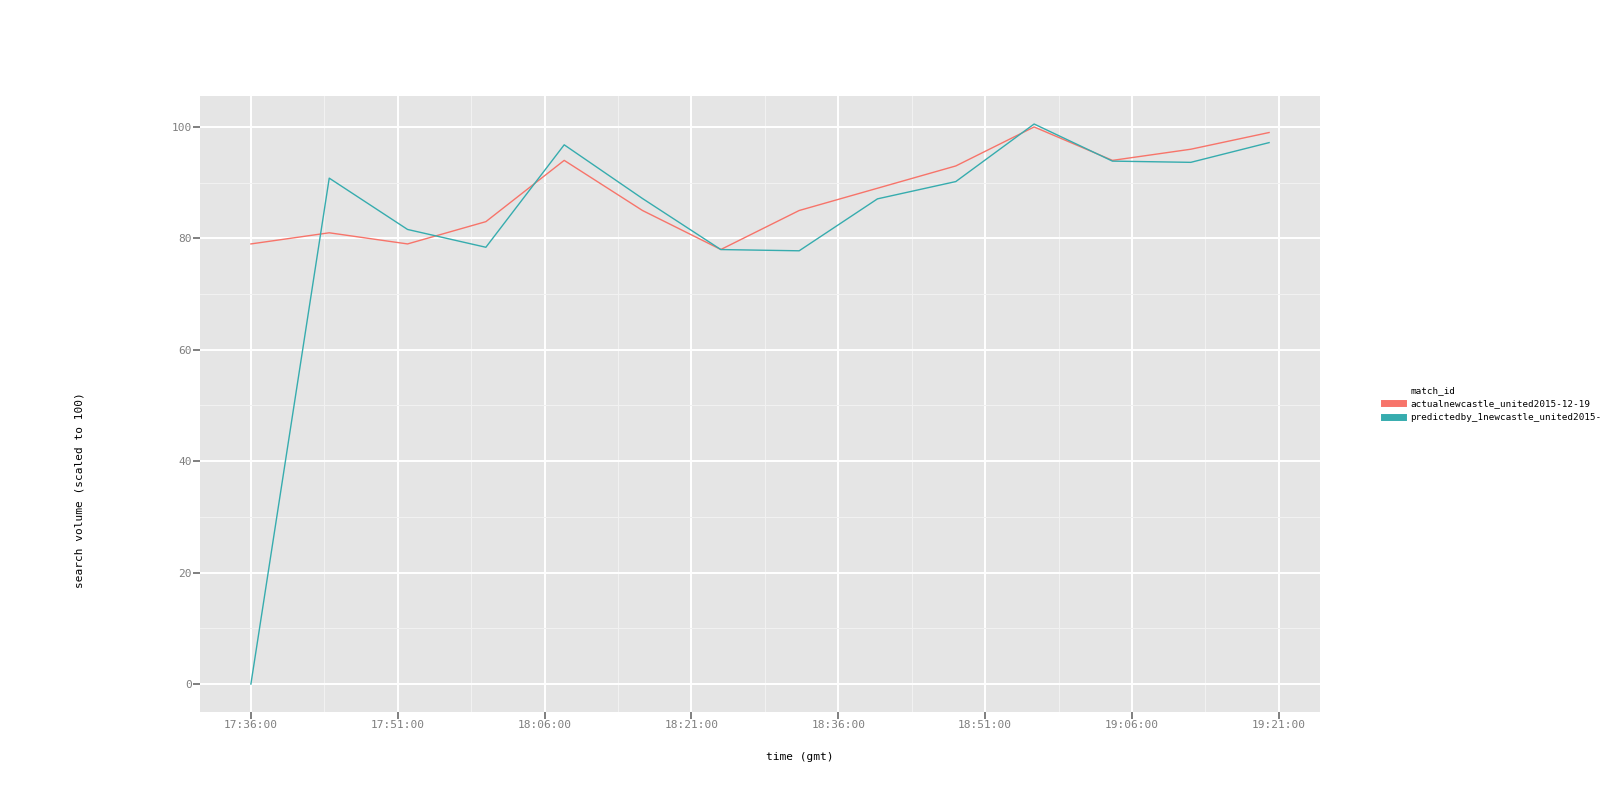 100
80
60
40
20
0
search volume (scaled to 100)
17:36:00 17:51:00 18:06:00 18:21:00 18:36:00 18:51:00 19:06:00 19:21:00
time (gmt)
match_id
actualnewcastle_united2015-12-19
predictedby_1newcastle_united2015-